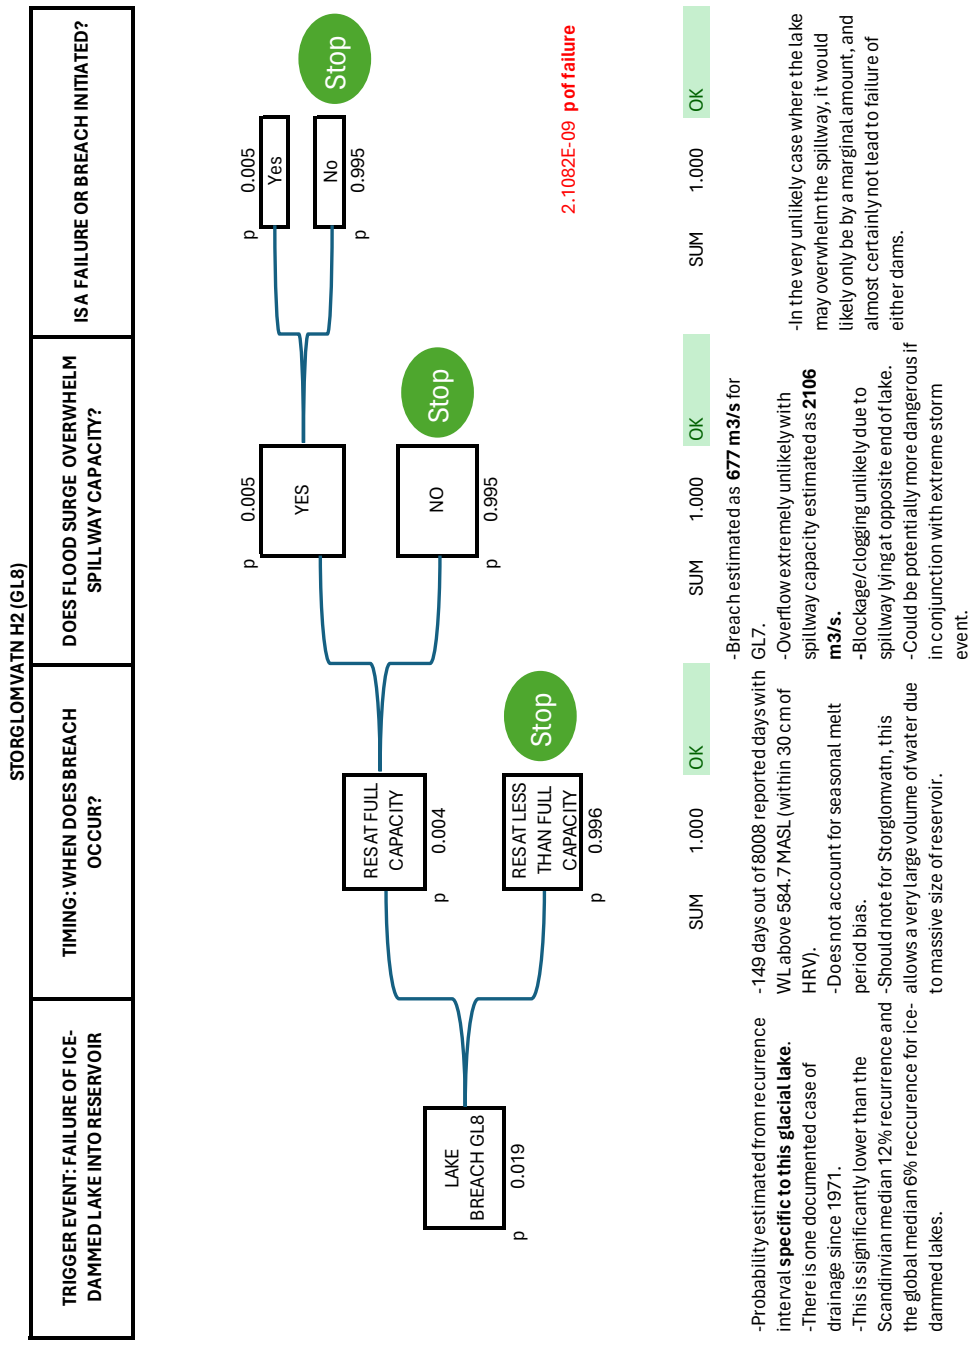 STORGLOMVATN H2 (GL8)
TRIGGER EVENT: FAILURE OF ICE-
DAMMED LAKE INTO RESERVOIR
TIMING: WHEN DOES BREACH
OCCUR?
DOES FLOOD SURGE OVERWHELM
SPILLWAY CAPACITY?
IS A FAILURE OR BREACH INITIATED?
LAKE
BREACH GL8
p 0.019
RES AT FULL
CAPACITY
p 0.004
RES AT LESS
THAN FULL
CAPACITY
p 0.996
Stop
p 0.005
YES
NO
p 0.995
Stop
p 0.005
Yes
No
p 0.995
Stop
2.1082E-09 p of failure
SUM 1.000 OK
SUM 1.000 OK
SUM 1.000 OK
-Probability estimated from recurrence
interval specific to this glacial lake.
-There is one documented case of
drainage since 1971.
-This is significantly lower than the
Scandinvian median 12% recurrence and
the global median 6% reccurence for ice-
dammed lakes.
-149 days out of 8008 reported days with
WL above 584.7 MASL (within 30 cm of
HRV).
-Does not account for seasonal melt
period bias.
-Should note for Storglomvatn, this
allows a very large volume of water due
to massive size of reservoir.
-Breach estimated as 677 m3/s for
GL7.
-Overflow extremely unlikely with
spillway capacity estimated as 2106
m3/s.
-Blockage/clogging unlikely due to
spillway lying at opposite end of lake.
-Could be potentially more dangerous if
in conjunction with extreme storm
event.
-In the very unlikely case where the lake
may overwhelm the spillway, it would
likely only be by a marginal amount, and
almost certainly not lead to failure of
either dams.